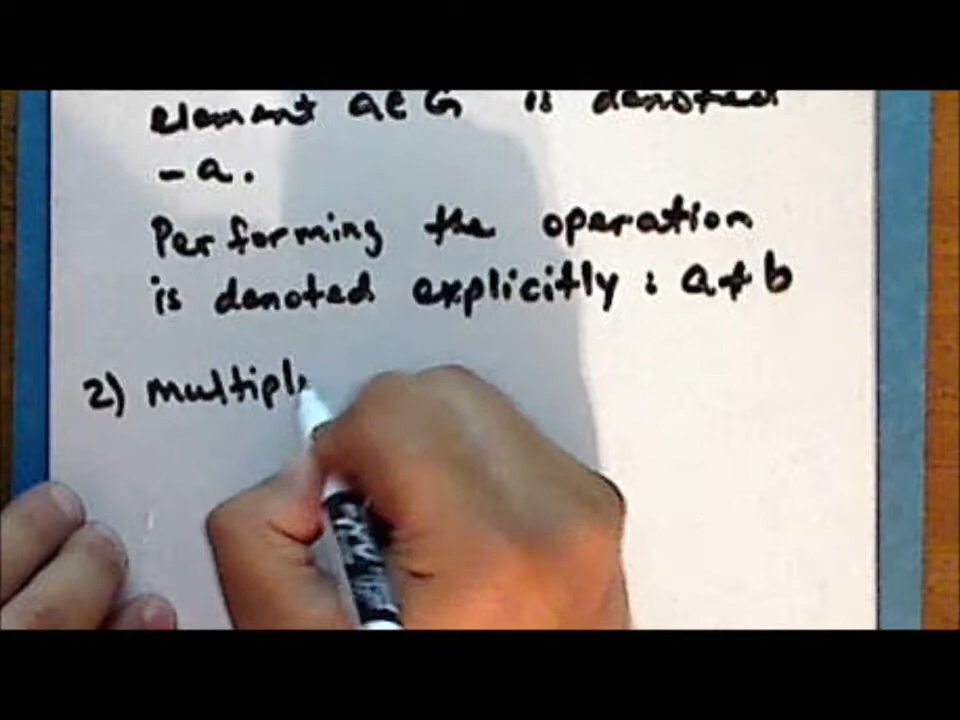 element a∈G is denoted
-a.
Performing the operation
is denoted explicitly : a+b
2) multipl